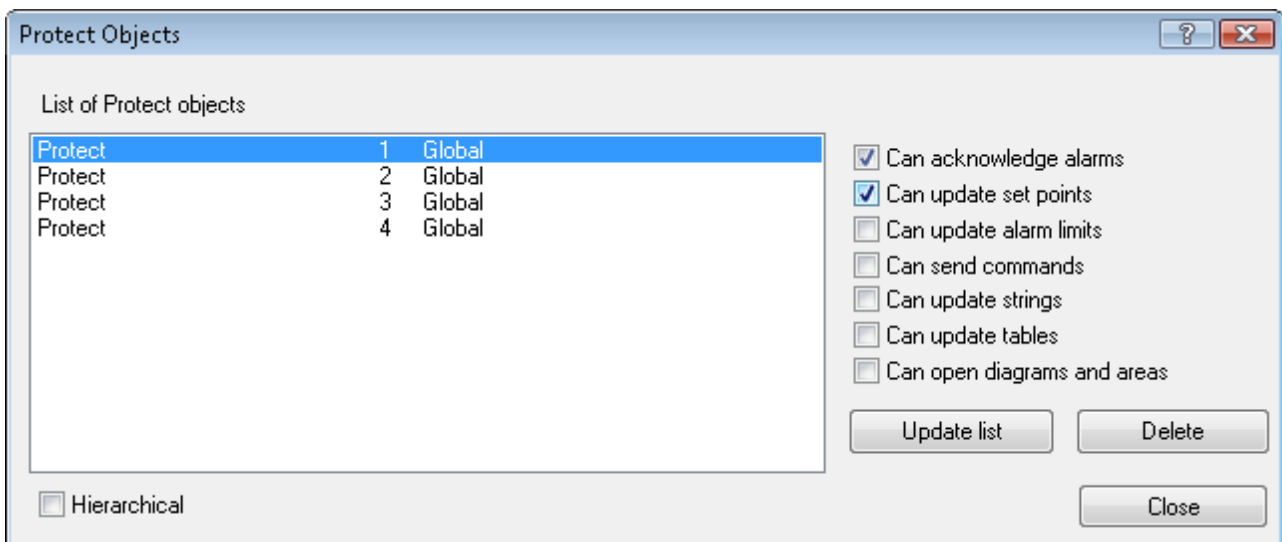 Protect Objects
List of Protect objects
Protect 1 Global
Protect 2 Global
Protect 3 Global
Protect 4 Global
Can acknowledge alarms
Can update set points
Can update alarm limits
Can send commands
Can update strings
Can update tables
Can open diagrams and areas
Update list Delete
Hierarchical
Close